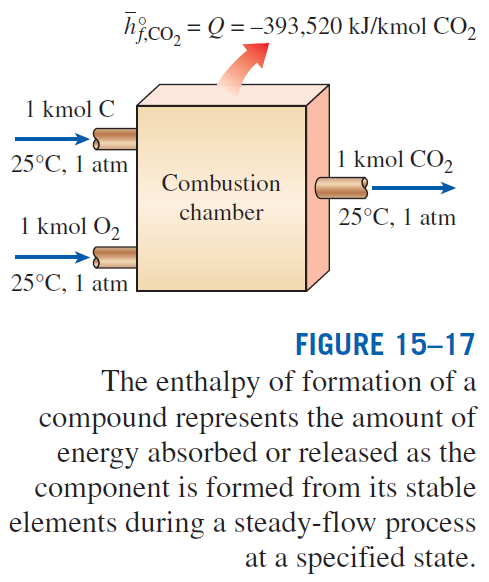 h̄°f,CO₂ = Q = –393,520 kJ/kmol CO₂
1 kmol C
25°C, 1 atm
Combustion
chamber
1 kmol CO₂
25°C, 1 atm
1 kmol O₂
25°C, 1 atm
FIGURE 15–17
The enthalpy of formation of a
compound represents the amount of
energy absorbed or released as the
component is formed from its stable
elements during a steady-flow process
at a specified state.